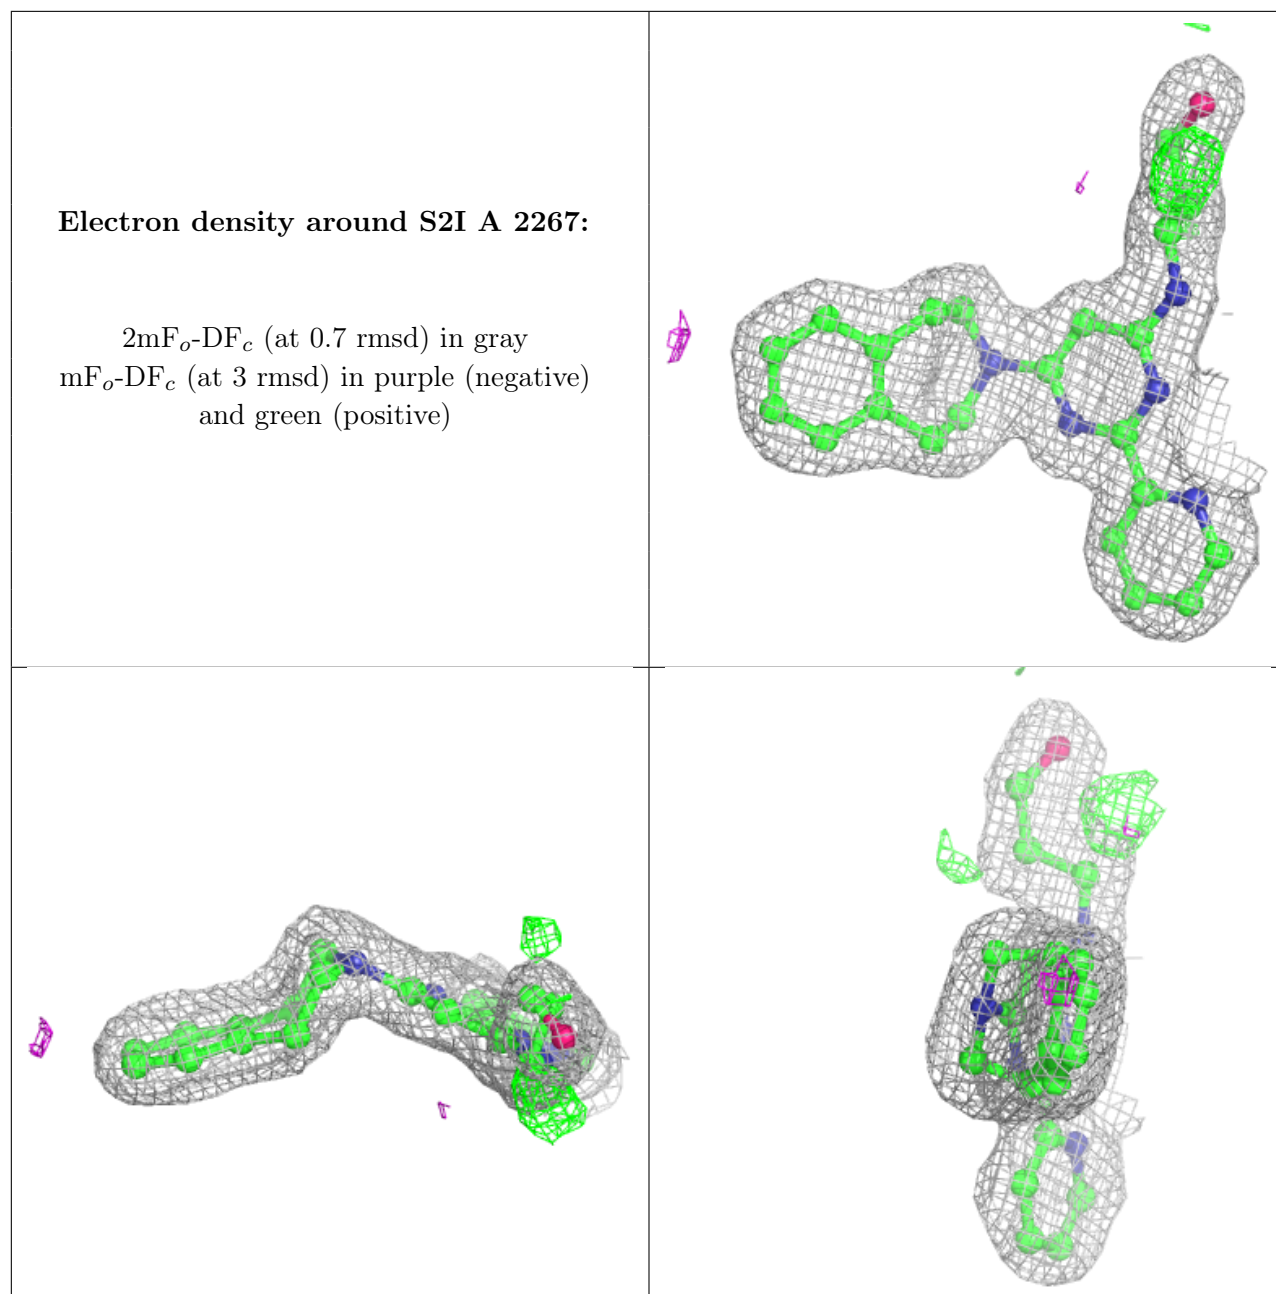 Electron density around S2I A 2267:
2mFₒ-DF𝒸 (at 0.7 rmsd) in gray
mFₒ-DF𝒸 (at 3 rmsd) in purple (negative)
and green (positive)